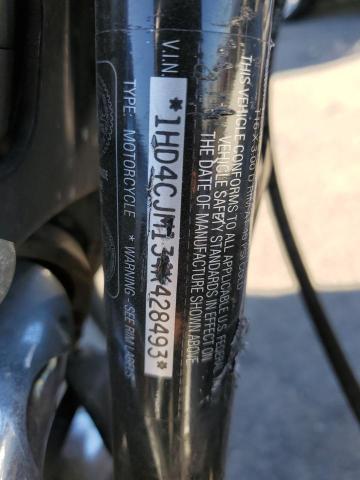 V.I.N.
*1HD4CJM13 K428493*
TYPE: MOTORCYCLE * WARNING - SEE RIM LABELS
THIS VEHICLE CONFORMS TO ALL APPLICABLE U.S. FEDERAL
VEHICLE SAFETY STANDARDS IN EFFECT ON
THE DATE OF MANUFACTURE SHOWN ABOVE